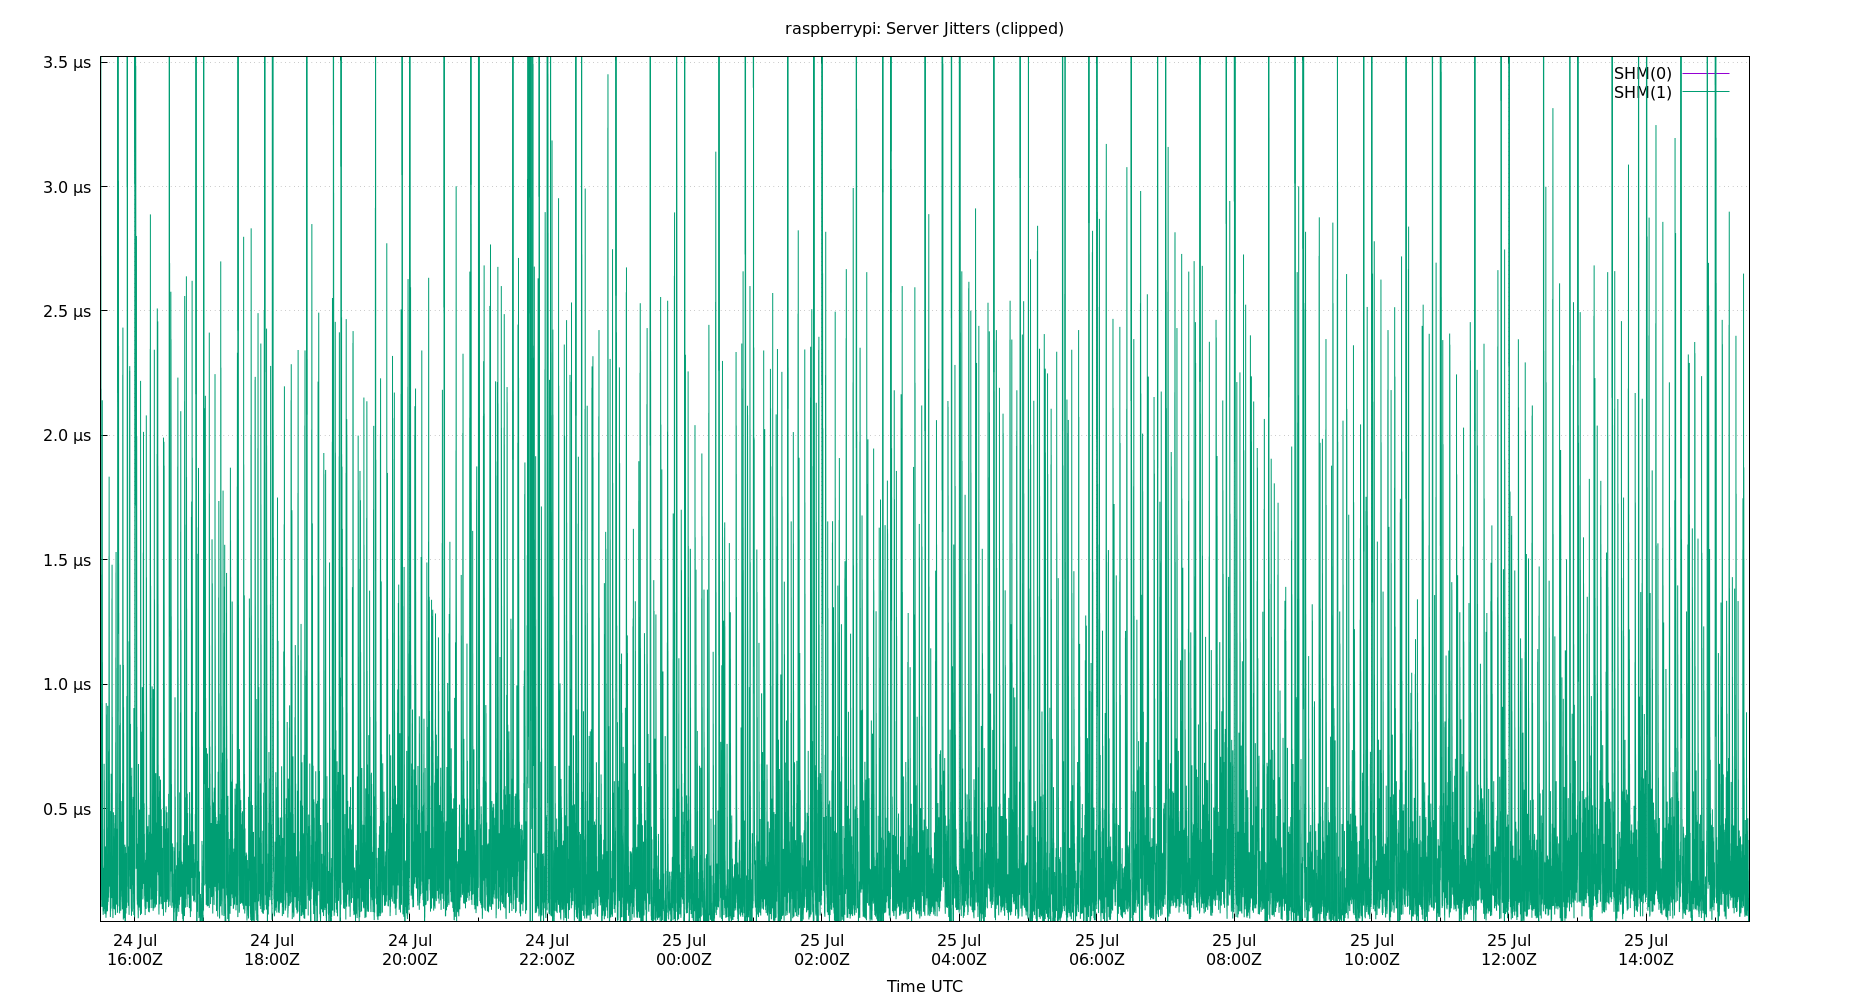 raspberrypi: Server Jitters (clipped)
3.5 µs
3.0 µs
2.5 µs
2.0 µs
1.5 µs
1.0 µs
0.5 µs
SHM(0)
SHM(1)
24 Jul 24 Jul 24 Jul 24 Jul 25 Jul 25 Jul 25 Jul 25 Jul 25 Jul 25 Jul 25 Jul 25 Jul
16:00Z 18:00Z 20:00Z 22:00Z 00:00Z 02:00Z 04:00Z 06:00Z 08:00Z 10:00Z 12:00Z 14:00Z
Time UTC